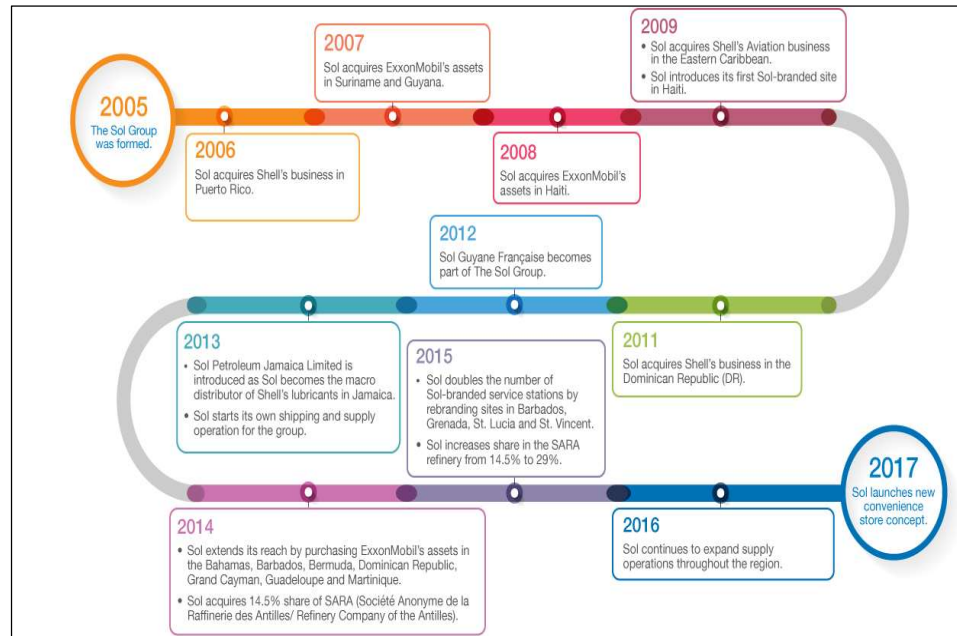 2005
The Sol Group
was formed.
2006
Sol acquires Shell's business in
Puerto Rico.
2007
Sol acquires ExxonMobil's assets
in Suriname and Guyana.
2008
Sol acquires ExxonMobil's
assets in Haiti.
2009
• Sol acquires Shell's Aviation business
in the Eastern Caribbean.
• Sol introduces its first Sol-branded site
in Haiti.
2011
Sol acquires Shell's business in the
Dominican Republic (DR).
2012
Sol Guyane Française becomes
part of The Sol Group.
2013
• Sol Petroleum Jamaica Limited is
introduced as Sol becomes the macro
distributor of Shell's lubricants in Jamaica.
• Sol starts its own shipping and supply
operation for the group.
2014
• Sol extends its reach by purchasing ExxonMobil's assets in
the Bahamas, Barbados, Bermuda, Dominican Republic,
Grand Cayman, Guadeloupe and Martinique.
• Sol acquires 14.5% share of SARA (Société Anonyme de la
Raffinerie des Antilles/ Refinery Company of the Antilles).
2015
• Sol doubles the number of
Sol-branded service stations by
rebranding sites in Barbados,
Grenada, St. Lucia and St. Vincent.
• Sol increases share in the SARA
refinery from 14.5% to 29%.
2016
Sol continues to expand supply
operations throughout the region.
2017
Sol launches new
convenience
store concept.